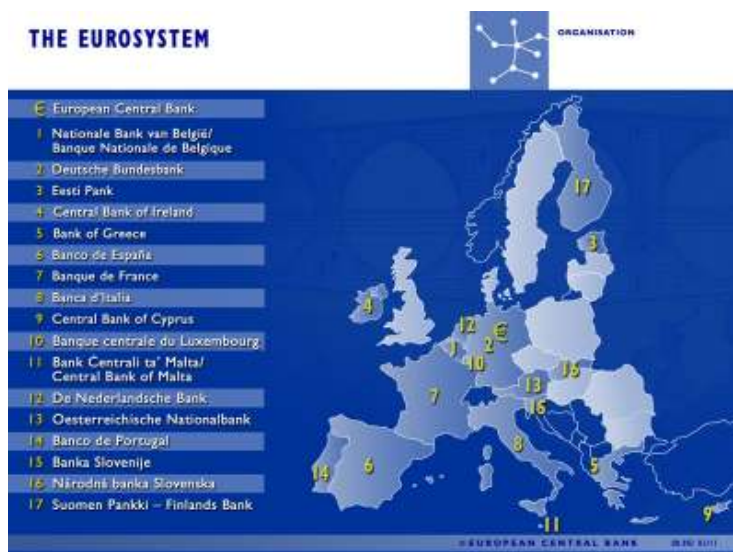 THE EUROSYSTEM
ORGANISATION
€ European Central Bank
1 Nationale Bank van België/
Banque Nationale de Belgique
2 Deutsche Bundesbank
3 Eesti Pank
4 Central Bank of Ireland
5 Bank of Greece
6 Banco de España
7 Banque de France
8 Banca d'Italia
9 Central Bank of Cyprus
10 Banque centrale du Luxembourg
11 Bank Ċentrali ta' Malta/
Central Bank of Malta
12 De Nederlandsche Bank
13 Oesterreichische Nationalbank
14 Banco de Portugal
15 Banka Slovenije
16 Národná banka Slovenska
17 Suomen Pankki – Finlands Bank
17
3
4
12
€
1
2
10
16
13
16
7
8
14
6
5
9
11
© EUROPEAN CENTRAL BANK